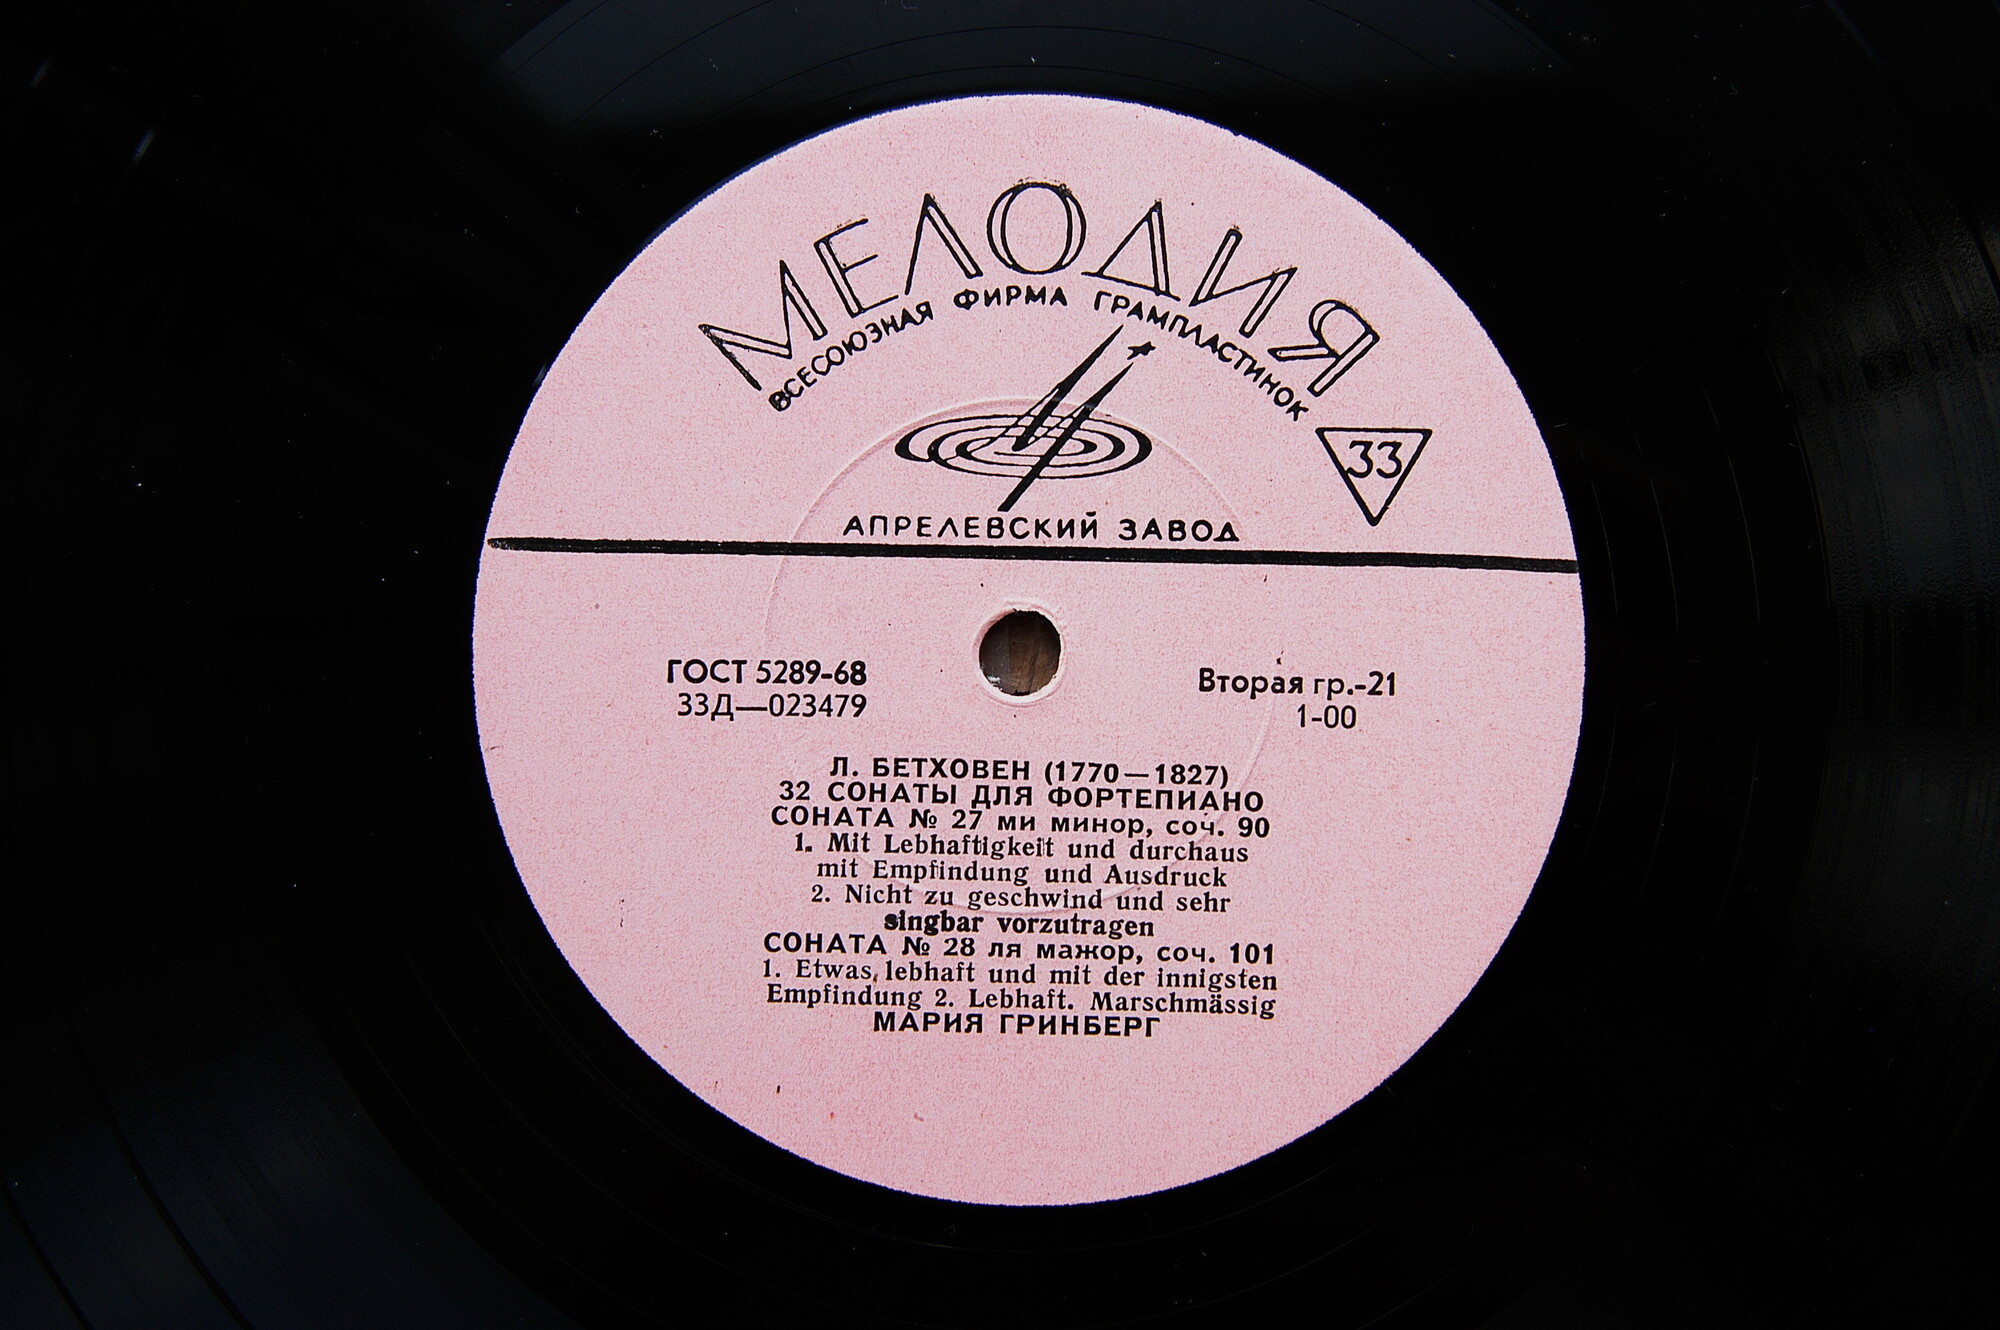 МЕЛОДИЯ
ВСЕСОЮЗНАЯ ФИРМА ГРАМПЛАСТИНОК
33
АПРЕЛЕВСКИЙ ЗАВОД
ГОСТ 5289-68
33Д—023479
Вторая гр.-21
1-00
Л. БЕТХОВЕН (1770—1827)
32 СОНАТЫ ДЛЯ ФОРТЕПИАНО
СОНАТА № 27 ми минор, соч. 90
1. Mit Lebhaftigkeit und durchaus
mit Empfindung und Ausdruck
2. Nicht zu geschwind und sehr
singbar vorzutragen
СОНАТА № 28 ля мажор, соч. 101
1. Etwas lebhaft und mit der innigsten
Empfindung 2. Lebhaft. Marschmässig
МАРИЯ ГРИНБЕРГ